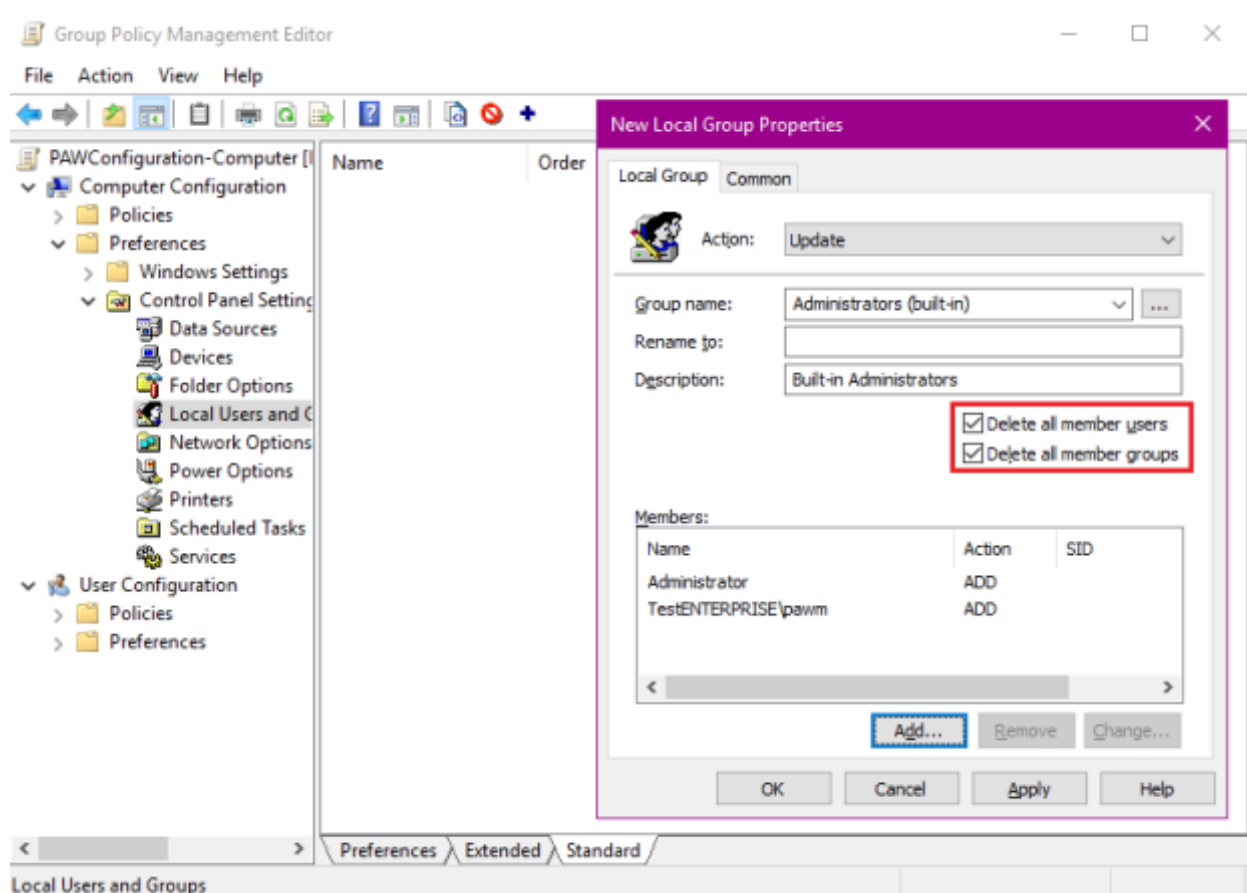 Group Policy Management Editor
File Action View Help
PAWConfiguration-Computer [
Computer Configuration
Policies
Preferences
Windows Settings
Control Panel Setting
Data Sources
Devices
Folder Options
Local Users and G
Network Options
Power Options
Printers
Scheduled Tasks
Services
User Configuration
Policies
Preferences
Name Order
New Local Group Properties
Local Group Common
Action: Update
Group name: Administrators (built-in) ...
Rename to:
Description: Built-in Administrators
Delete all member users
Delete all member groups
Members:
Name Action SID
Administrator ADD
TestENTERPRISE\pawm ADD
Add... Remove Change...
OK Cancel Apply Help
Preferences Extended Standard
Local Users and Groups